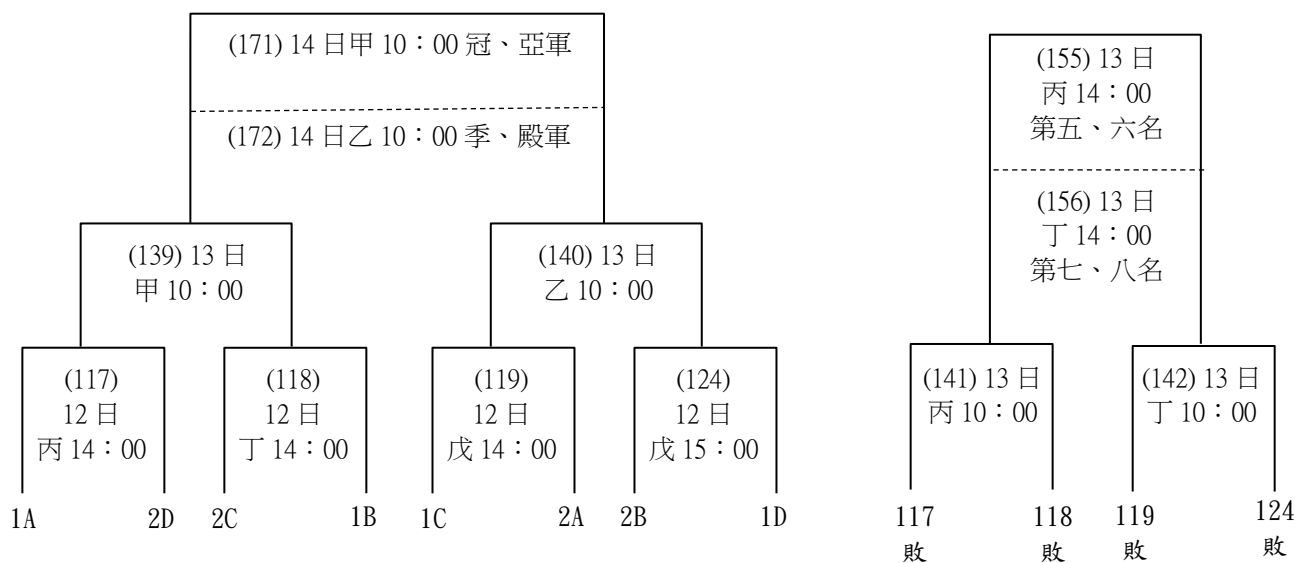 (171) 14 日甲 10：00 冠、亞軍
(172) 14 日乙 10：00 季、殿軍
(139) 13 日
甲 10：00
(140) 13 日
乙 10：00
(117)
12 日
丙 14：00
(118)
12 日
丁 14：00
(119)
12 日
戊 14：00
(124)
12 日
戊 15：00
1A
2D
2C
1B
1C
2A
2B
1D
(155) 13 日
丙 14：00
第五、六名
(156) 13 日
丁 14：00
第七、八名
(141) 13 日
丙 10：00
(142) 13 日
丁 10：00
117
敗
118
敗
119
敗
124
敗